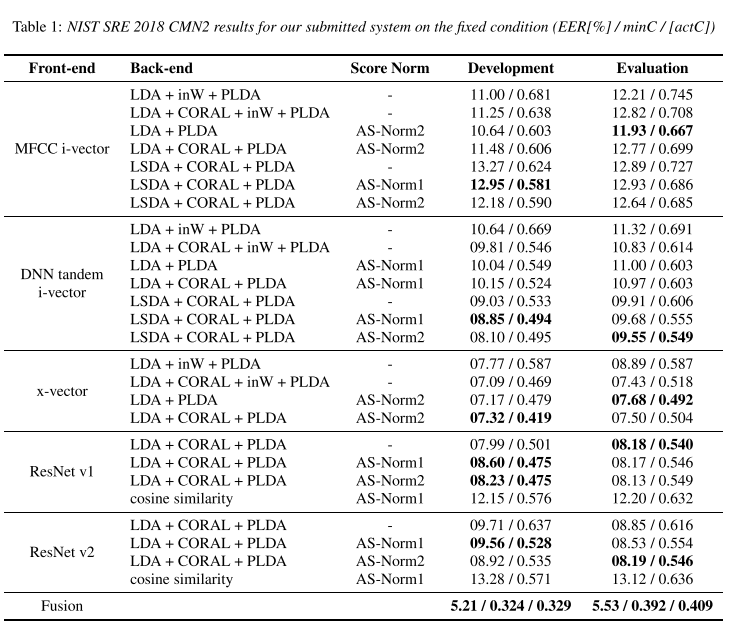 Table 1: NIST SRE 2018 CMN2 results for our submitted system on the fixed condition (EER[%] / minC / [actC])
Front-end Back-end Score Norm Development Evaluation
LDA + inW + PLDA - 11.00 / 0.681 12.21 / 0.745
LDA + CORAL + inW + PLDA - 11.25 / 0.638 12.82 / 0.708
LDA + PLDA AS-Norm2 10.64 / 0.603 11.93 / 0.667
MFCC i-vector LDA + CORAL + PLDA AS-Norm2 11.48 / 0.606 12.77 / 0.699
LSDA + CORAL + PLDA - 13.27 / 0.624 12.89 / 0.727
LSDA + CORAL + PLDA AS-Norm1 12.95 / 0.581 12.93 / 0.686
LSDA + CORAL + PLDA AS-Norm2 12.18 / 0.590 12.64 / 0.685
LDA + inW + PLDA - 10.64 / 0.669 11.32 / 0.691
LDA + CORAL + inW + PLDA - 09.81 / 0.546 10.83 / 0.614
LDA + PLDA AS-Norm1 10.04 / 0.549 11.00 / 0.603
DNN tandem
i-vector
LDA + CORAL + PLDA AS-Norm1 10.15 / 0.524 10.97 / 0.603
LSDA + CORAL + PLDA - 09.03 / 0.533 09.91 / 0.606
LSDA + CORAL + PLDA AS-Norm1 08.85 / 0.494 09.68 / 0.555
LSDA + CORAL + PLDA AS-Norm2 08.10 / 0.495 09.55 / 0.549
LDA + inW + PLDA - 07.77 / 0.587 08.89 / 0.587
LDA + CORAL + inW + PLDA - 07.09 / 0.469 07.43 / 0.518
x-vector
LDA + PLDA AS-Norm2 07.17 / 0.479 07.68 / 0.492
LDA + CORAL + PLDA AS-Norm2 07.32 / 0.419 07.50 / 0.504
LDA + CORAL + PLDA - 07.99 / 0.501 08.18 / 0.540
LDA + CORAL + PLDA AS-Norm1 08.60 / 0.475 08.17 / 0.546
ResNet v1
LDA + CORAL + PLDA AS-Norm2 08.23 / 0.475 08.13 / 0.549
cosine similarity AS-Norm1 12.15 / 0.576 12.20 / 0.632
LDA + CORAL + PLDA - 09.71 / 0.637 08.85 / 0.616
LDA + CORAL + PLDA AS-Norm1 09.56 / 0.528 08.53 / 0.554
ResNet v2
LDA + CORAL + PLDA AS-Norm2 08.92 / 0.535 08.19 / 0.546
cosine similarity AS-Norm1 13.28 / 0.571 13.12 / 0.636
Fusion 5.21 / 0.324 / 0.329 5.53 / 0.392 / 0.409